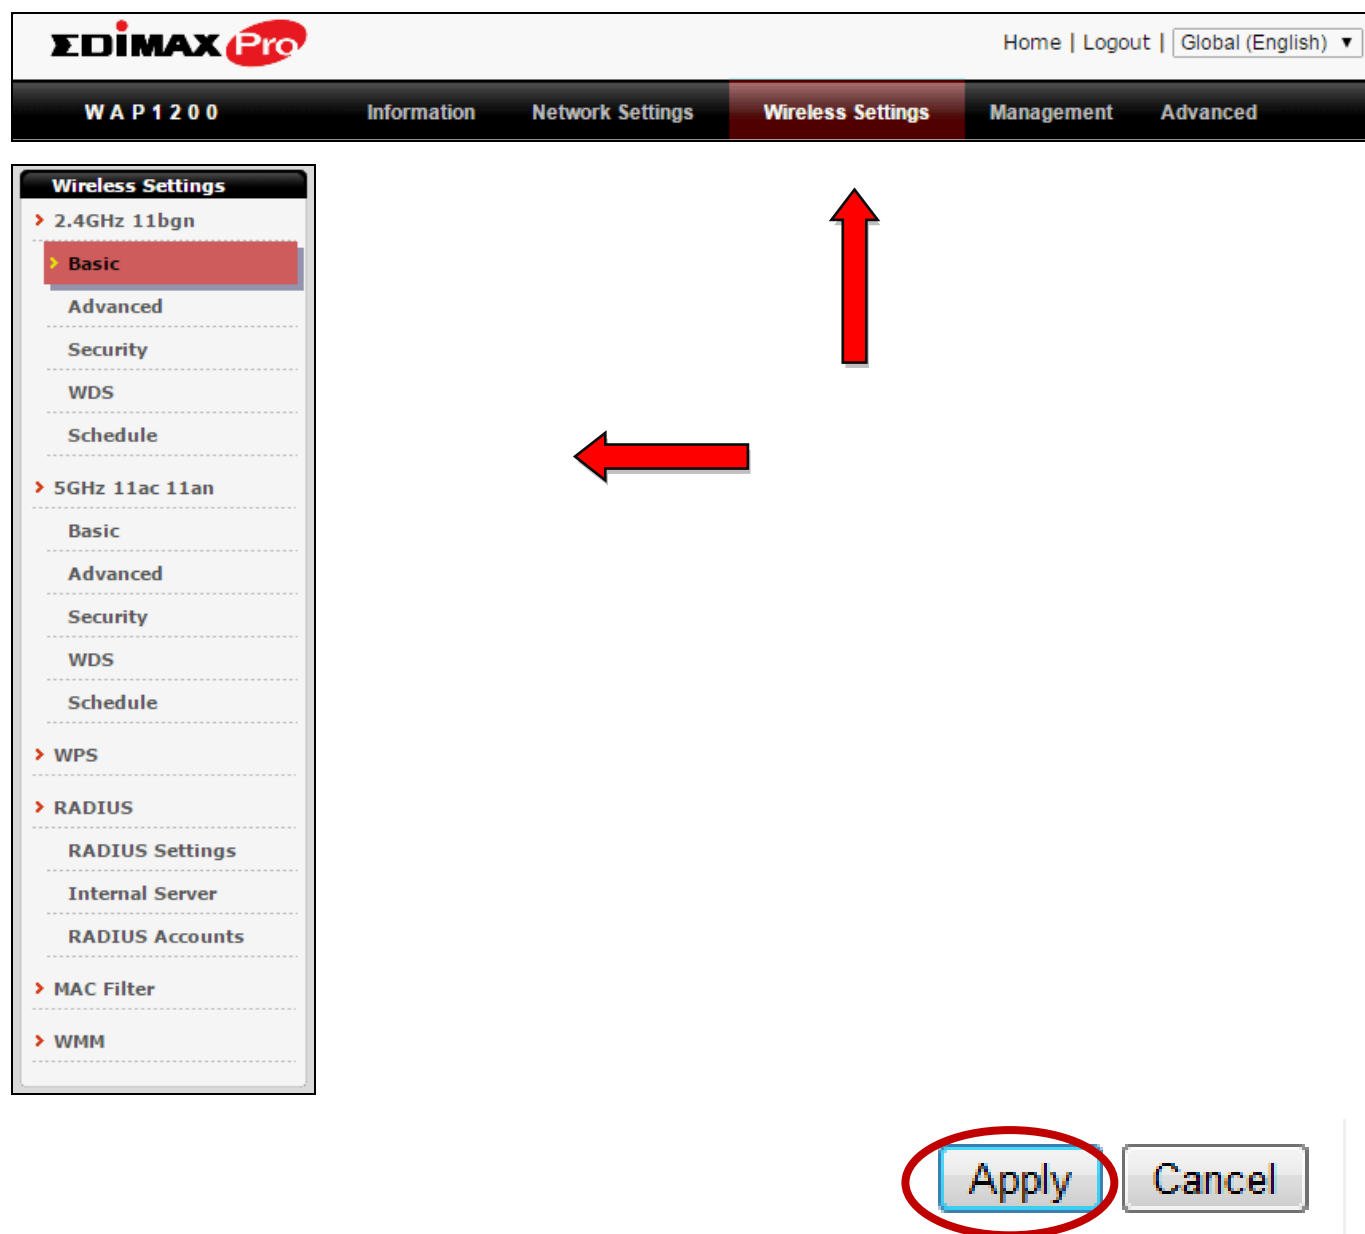 EDIMAX Pro
Home | Logout | Global (English)
WAP1200 Information Network Settings Wireless Settings Management Advanced
Wireless Settings
2.4GHz 11bgn
Basic
Advanced
Security
WDS
Schedule
5GHz 11ac 11an
Basic
Advanced
Security
WDS
Schedule
WPS
RADIUS
RADIUS Settings
Internal Server
RADIUS Accounts
MAC Filter
WMM
Apply Cancel